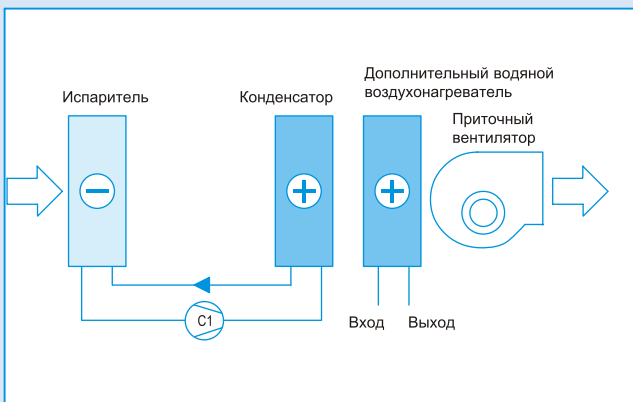 Дополнительный водяной
воздухонагреватель
Испаритель
Конденсатор
Приточный
вентилятор
C1
Вход
Выход